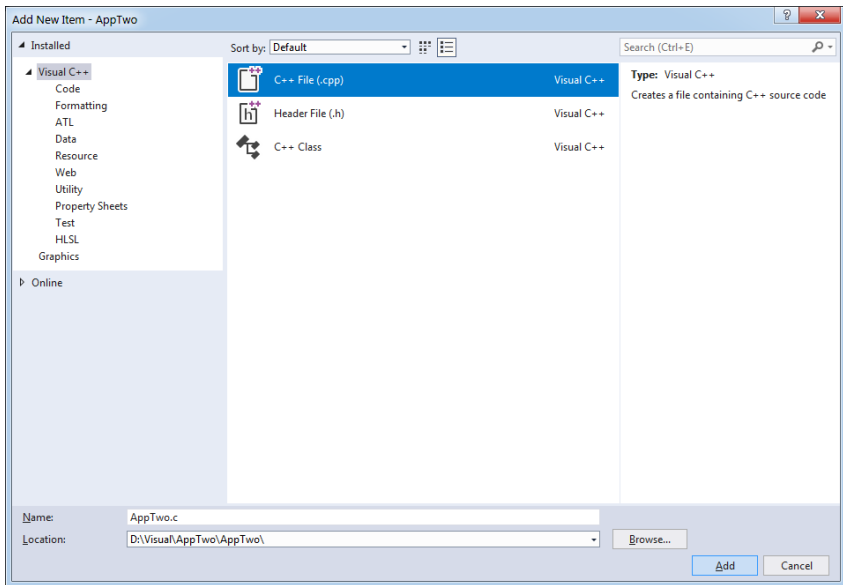 Add New Item - AppTwo
Installed
Sort by: Default
Search (Ctrl+E)
Visual C++
Code
Formatting
ATL
Data
Resource
Web
Utility
Property Sheets
Test
HLSL
Graphics
Online
C++ File (.cpp) Visual C++
Header File (.h) Visual C++
C++ Class Visual C++
Type: Visual C++
Creates a file containing C++ source code
Name: AppTwo.c
Location: D:\Visual\AppTwo\AppTwo\
Browse...
Add Cancel